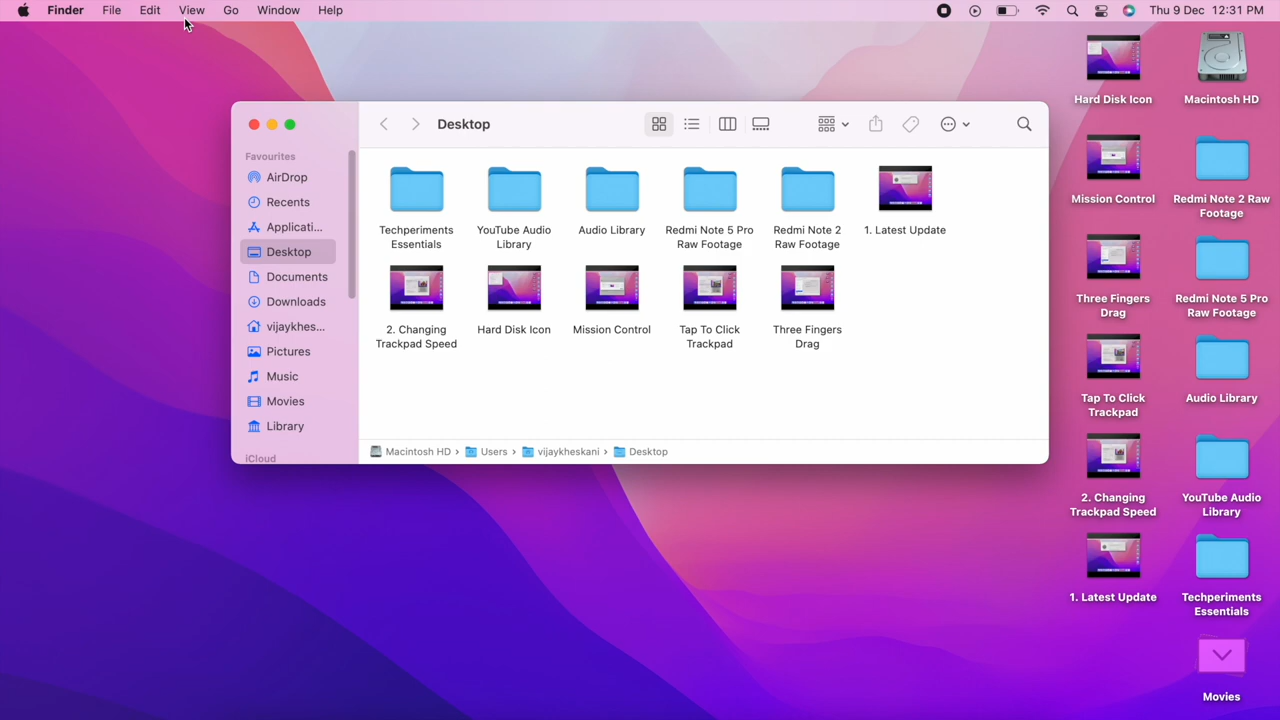 Finder File Edit View Go Window Help Thu 9 Dec 12:31 PM
Desktop
Favourites
AirDrop
Recents
Applicati...
Desktop
Documents
Downloads
vijaykhes...
Pictures
Music
Movies
Library
iCloud
Techperiments
Essentials
YouTube Audio
Library
Audio Library
Redmi Note 5 Pro
Raw Footage
Redmi Note 2
Raw Footage
1. Latest Update
2. Changing
Trackpad Speed
Hard Disk Icon
Mission Control
Tap To Click
Trackpad
Three Fingers
Drag
Macintosh HD › Users › vijaykheskani › Desktop
Hard Disk Icon
Macintosh HD
Mission Control
Redmi Note 2 Raw
Footage
Three Fingers
Drag
Redmi Note 5 Pro
Raw Footage
Tap To Click
Trackpad
Audio Library
2. Changing
Trackpad Speed
YouTube Audio
Library
1. Latest Update
Techperiments
Essentials
Movies